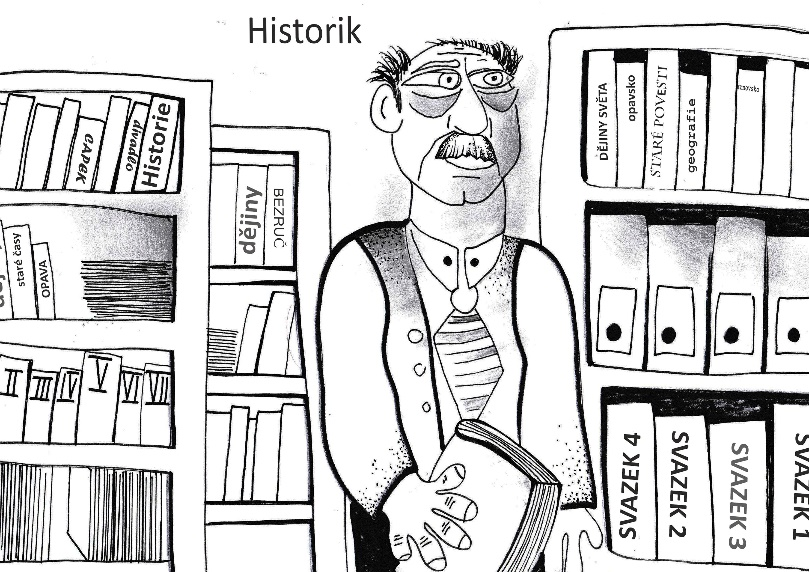 Historik
ČAPEK
divadlo
Historie
staré časy
OPAVA
II
III
IV
V
VI
VII
dějiny
BEZRUČ
DĚJINY SVĚTA
opavsko
STARÉ POVĚSTI
geografie
SVAZEK 4
SVAZEK 2
SVAZEK 3
SVAZEK 1